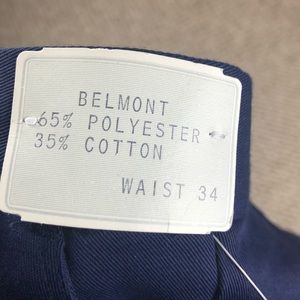 BELMONT
65% POLYESTER
35% COTTON
WAIST 34